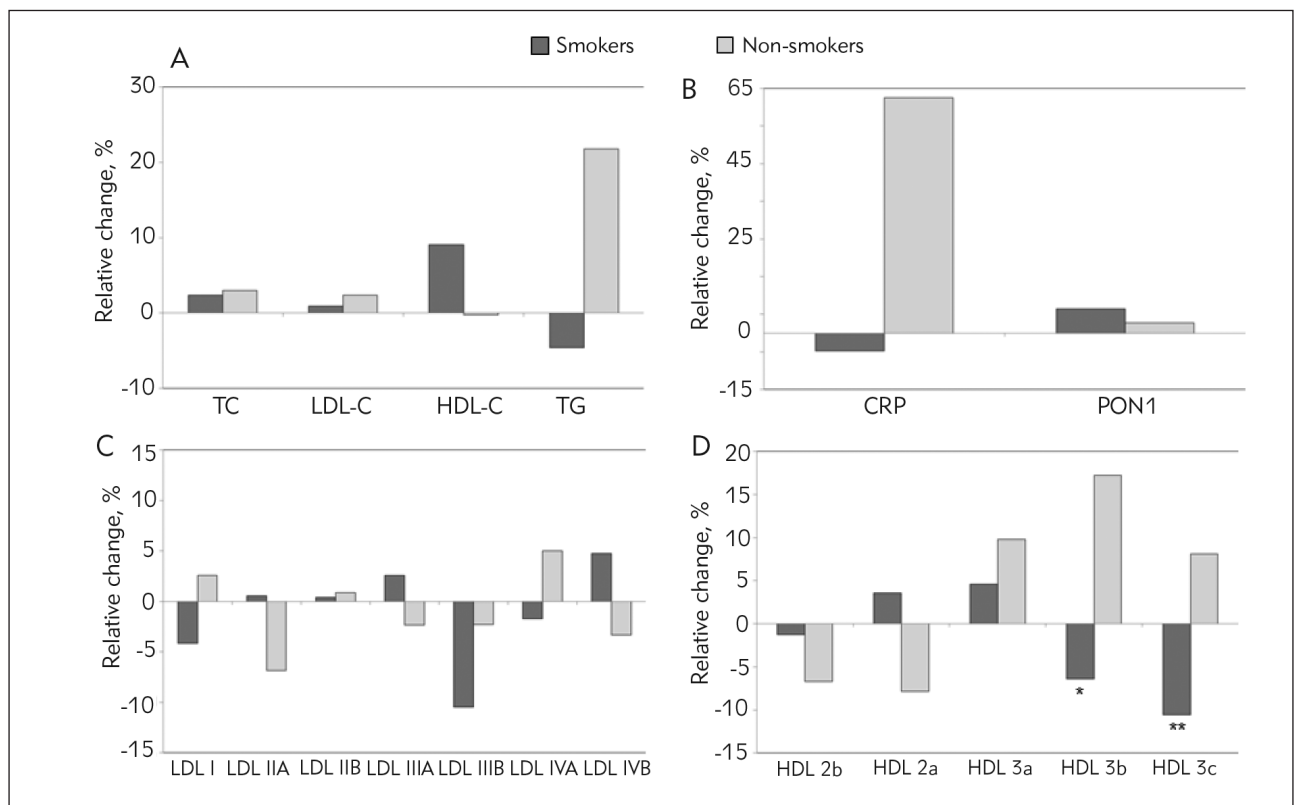 Smokers Non-smokers
A
Relative change, %
30
20
10
0
-10
TC LDL-C HDL-C TG
B
Relative change, %
65
45
25
0
-15
CRP PON1
C
Relative change, %
15
10
5
0
-5
-10
-15
LDL I LDL IIA LDL IIB LDL IIIA LDL IIIB LDL IVA LDL IVB
D
Relative change, %
20
15
10
5
0
-5
-10
-15
*
**
HDL 2b HDL 2a HDL 3a HDL 3b HDL 3c